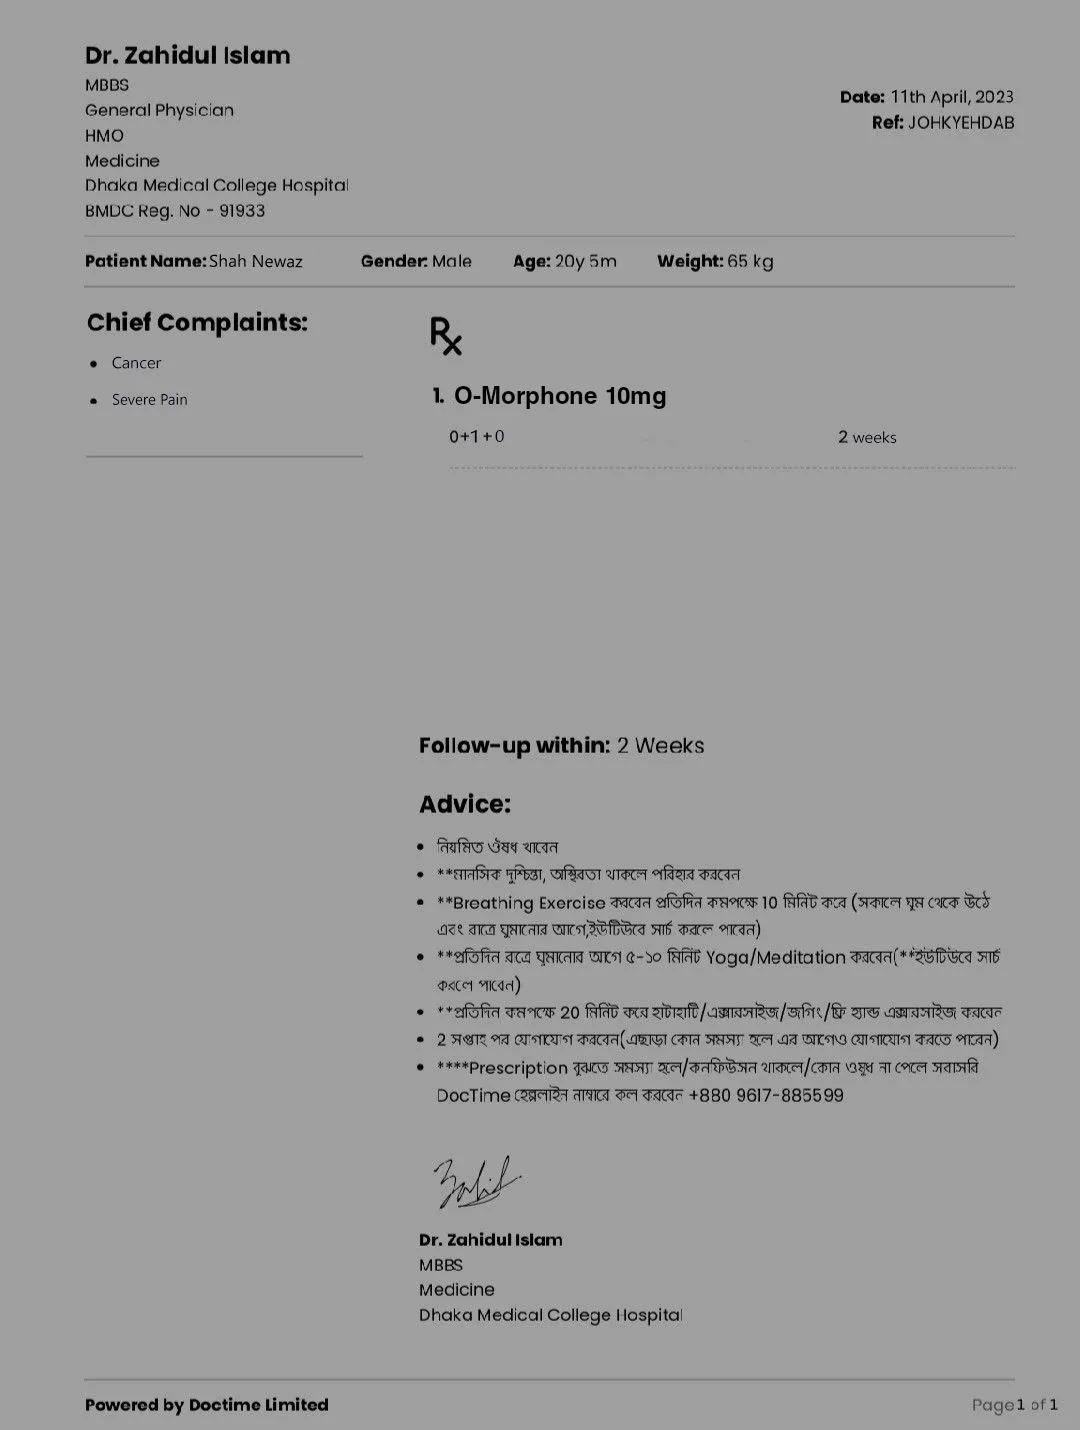 Dr. Zahidul Islam
MBBS
General Physician
HMO
Medicine
Dhaka Medical College Hospital
BMDC Reg. No - 91933
Date: 11th April, 2023
Ref: JOHKYEHDAB
Patient Name: Shah Newaz Gender: Male Age: 20y 5m Weight: 65 kg
Chief Complaints:
• Cancer
• Severe Pain
Rx
1. O-Morphone 10mg
0+1+0 2 weeks
Follow-up within: 2 Weeks
Advice:
• নিয়মিত ঔষধ খাবেন
• **মানসিক দুশ্চিন্তা, অস্থিরতা থাকলে পরিহার করবেন
• **Breathing Exercise করবেন প্রতিদিন কমপক্ষে 10 মিনিট করে (সকালে ঘুম থেকে উঠে
এবং রাত্রে ঘুমানোর আগে,ইউটিউবে সার্চ করলে পাবেন)
• **প্রতিদিন রাত্রে ঘুমানোর আগে ৫-১০ মিনিট Yoga/Meditation করবেন(**ইউটিউবে সার্চ
করলে পাবেন)
• **প্রতিদিন কমপক্ষে 20 মিনিট করে হাটাহাটি/এক্সারসাইজ/জগিং/ফ্রি হ্যান্ড এক্সারসাইজ করবেন
• 2 সপ্তাহ পর যোগাযোগ করবেন(এছাড়া কোন সমস্যা হলে এর আগেও যোগাযোগ করতে পারেন)
• ****Prescription বুঝতে সমস্যা হলে/কনফিউসন থাকলে/কোন ওষুধ না পেলে সরাসরি
DocTime হেল্পলাইন নাম্বারে কল করবেন +880 9617-885599
Zahid
Dr. Zahidul Islam
MBBS
Medicine
Dhaka Medical College Hospital
Powered by Doctime Limited
Page 1 of 1